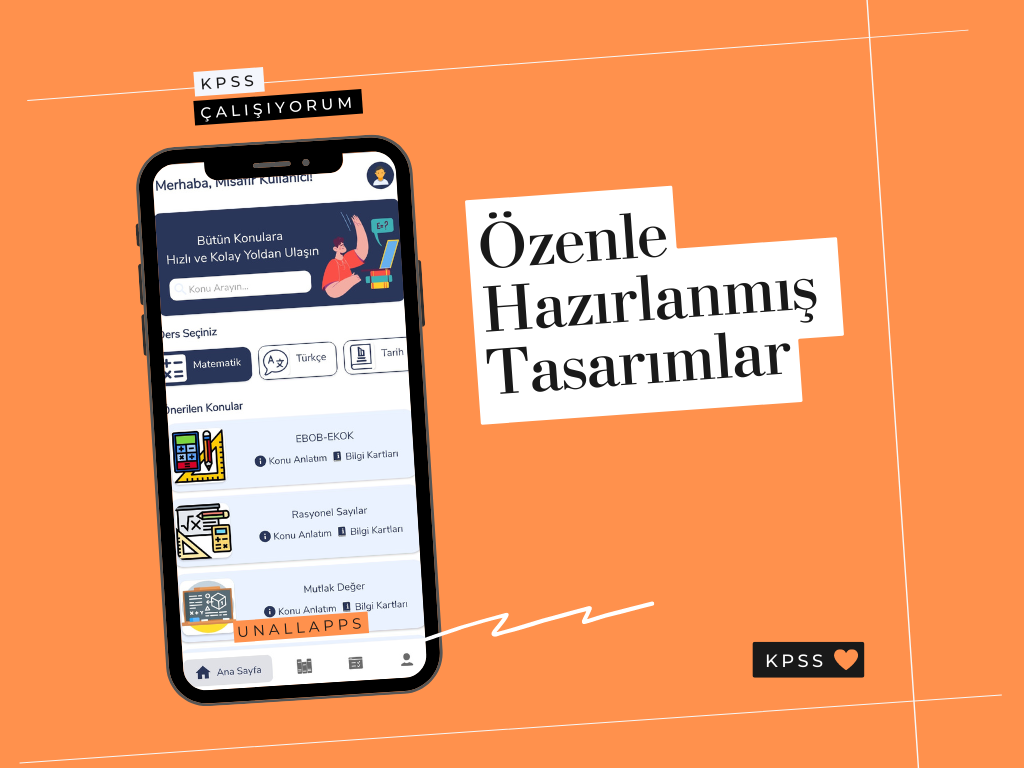 KPSS
ÇALIŞIYORUM
Merhaba, Misafir Kullanıcı!
Bütün Konulara
Hızlı ve Kolay Yoldan Ulaşın
Konu Arayın...
E=?
Ders Seçiniz
Matematik
Türkçe
Tarih
Önerilen Konular
EBOB-EKOK
Konu Anlatım Bilgi Kartları
Rasyonel Sayılar
Konu Anlatım Bilgi Kartları
Mutlak Değer
Konu Anlatım Bilgi Kartları
UNALLAPPS
Ana Sayfa
Özenle
Hazırlanmış
Tasarımlar
KPSS